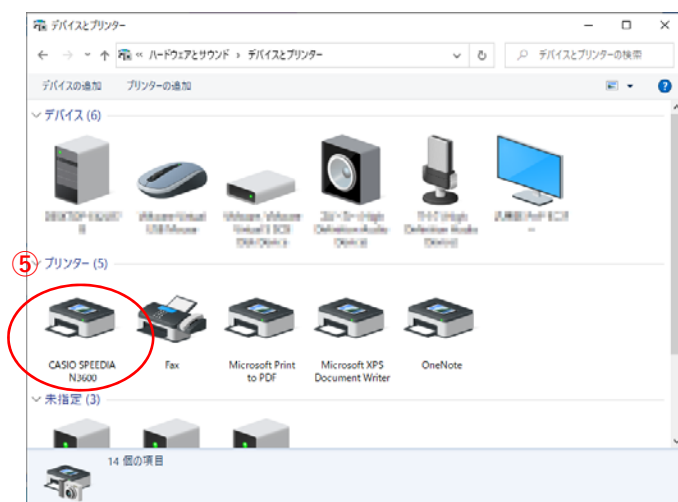 デバイスとプリンター
« ハードウェアとサウンド › デバイスとプリンター
デバイスとプリンターの検索
デバイスの追加 プリンターの追加
デバイス (6)
⑤
プリンター (5)
CASIO SPEEDIA
N3600
Fax
Microsoft Print
to PDF
Microsoft XPS
Document Writer
OneNote
未指定 (3)
14 個の項目